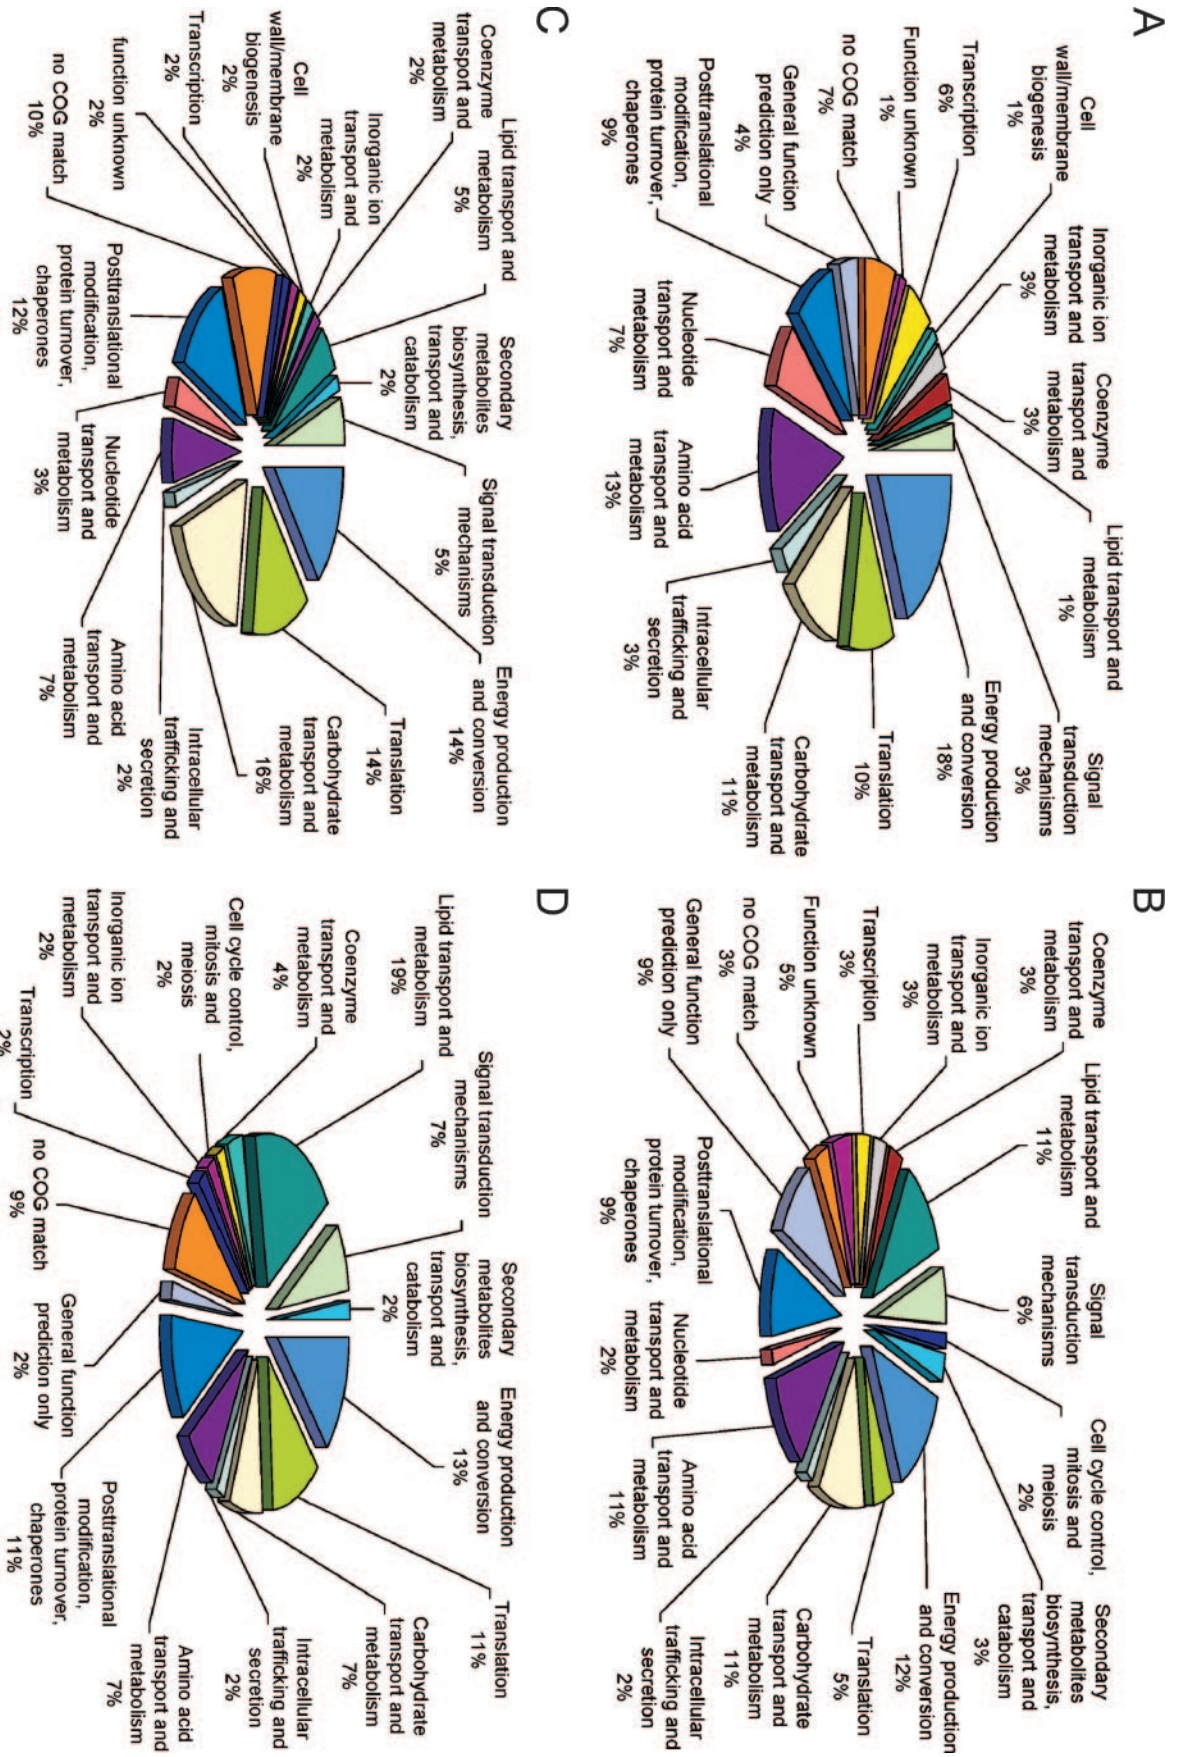 A
Cell
wall/membrane
biogenesis
1%
Transcription
6%
Function unknown
1%
no COG match
7%
General function
prediction only
4%
Posttranslational
modification,
protein turnover,
chaperones
9%
Nucleotide
transport and
metabolism
7%
Amino acid
transport and
metabolism
13%
Intracellular
trafficking and
secretion
3%
Carbohydrate
transport and
metabolism
11%
Translation
10%
Energy production
and conversion
18%
Signal
transduction
mechanisms
3%
Lipid transport and
metabolism
1%
Coenzyme
transport and
metabolism
3%
Inorganic ion
transport and
metabolism
3%
B
Coenzyme
transport and
metabolism
3%
Inorganic ion
transport and
metabolism
3%
Transcription
3%
Function unknown
5%
no COG match
3%
General function
prediction only
9%
Posttranslational
modification,
protein turnover,
chaperones
9%
Nucleotide
transport and
metabolism
2%
Amino acid
transport and
metabolism
11%
Intracellular
trafficking and
secretion
2%
Carbohydrate
transport and
metabolism
11%
Translation
5%
Energy production
and conversion
12%
Secondary
metabolites
biosynthesis,
transport and
catabolism
3%
Cell cycle control,
mitosis and
meiosis
2%
Signal
transduction
mechanisms
6%
Lipid transport and
metabolism
11%
C
Coenzyme
transport and
metabolism
2%
Inorganic ion
transport and
metabolism
2%
Cell
wall/membrane
biogenesis
2%
Transcription
2%
function unknown
2%
no COG match
10%
Posttranslational
modification,
protein turnover,
chaperones
12%
Nucleotide
transport and
metabolism
3%
Amino acid
transport and
metabolism
7%
Intracellular
trafficking and
secretion
2%
Carbohydrate
transport and
metabolism
16%
Translation
14%
Energy production
and conversion
14%
Signal transduction
mechanisms
5%
Secondary
metabolites
biosynthesis,
transport and
catabolism
2%
Lipid transport and
metabolism
5%
D
Lipid transport and
metabolism
19%
Coenzyme
transport and
metabolism
4%
Cell cycle control,
mitosis and
meiosis
2%
Inorganic ion
transport and
metabolism
2%
Transcription
2%
no COG match
9%
General function
prediction only
2%
Posttranslational
modification,
protein turnover,
chaperones
11%
Amino acid
transport and
metabolism
7%
Intracellular
trafficking and
secretion
2%
Carbohydrate
transport and
metabolism
7%
Translation
11%
Energy production
and conversion
13%
Secondary
metabolites
biosynthesis,
transport and
catabolism
2%
Signal transduction
mechanisms
7%